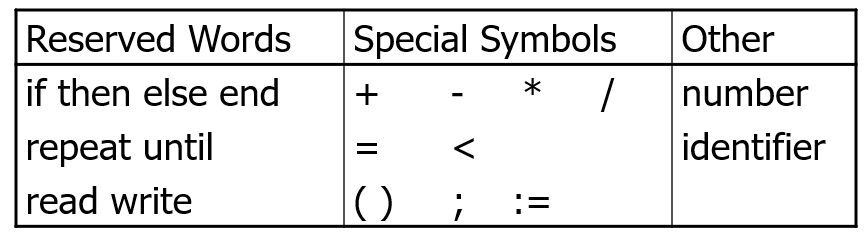 Reserved Words Special Symbols Other
if then else end + - * / number
repeat until = < identifier
read write ( ) ; :=